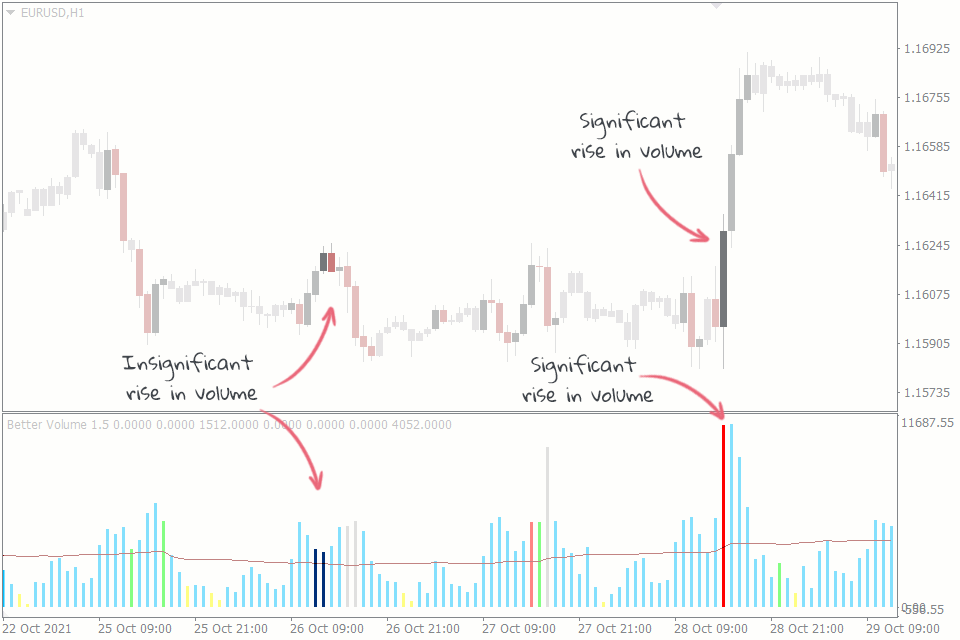 EURUSD,H1
1.16925
1.16755
Significant
rise in volume
1.16585
1.16415
1.16245
1.16075
Insignificant
rise in volume
Significant
rise in volume
1.15905
1.15735
Better Volume 1.5 0.0000 0.0000 1512.0000 0.0000 0.0000 0.0000 4052.0000
11687.55
0.00
22 Oct 2021 25 Oct 09:00 25 Oct 21:00 26 Oct 09:00 26 Oct 21:00 27 Oct 09:00 27 Oct 21:00 28 Oct 09:00 28 Oct 21:00 29 Oct 09:00